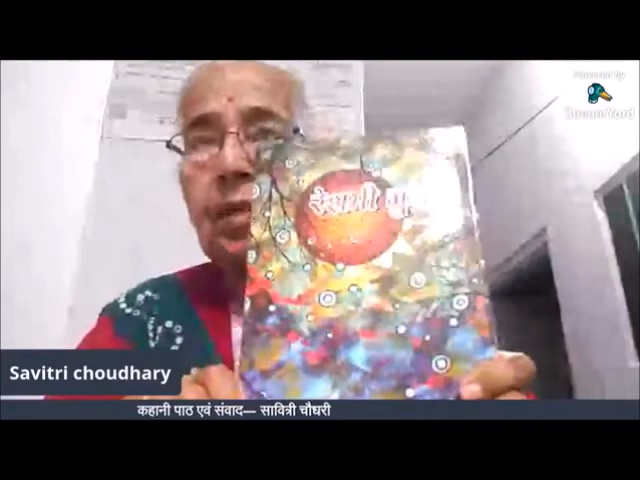 Powered By
StreamYard
रेशमी
Savitri choudhary
कहानी पाठ एवं संवाद— सावित्री चौधरी